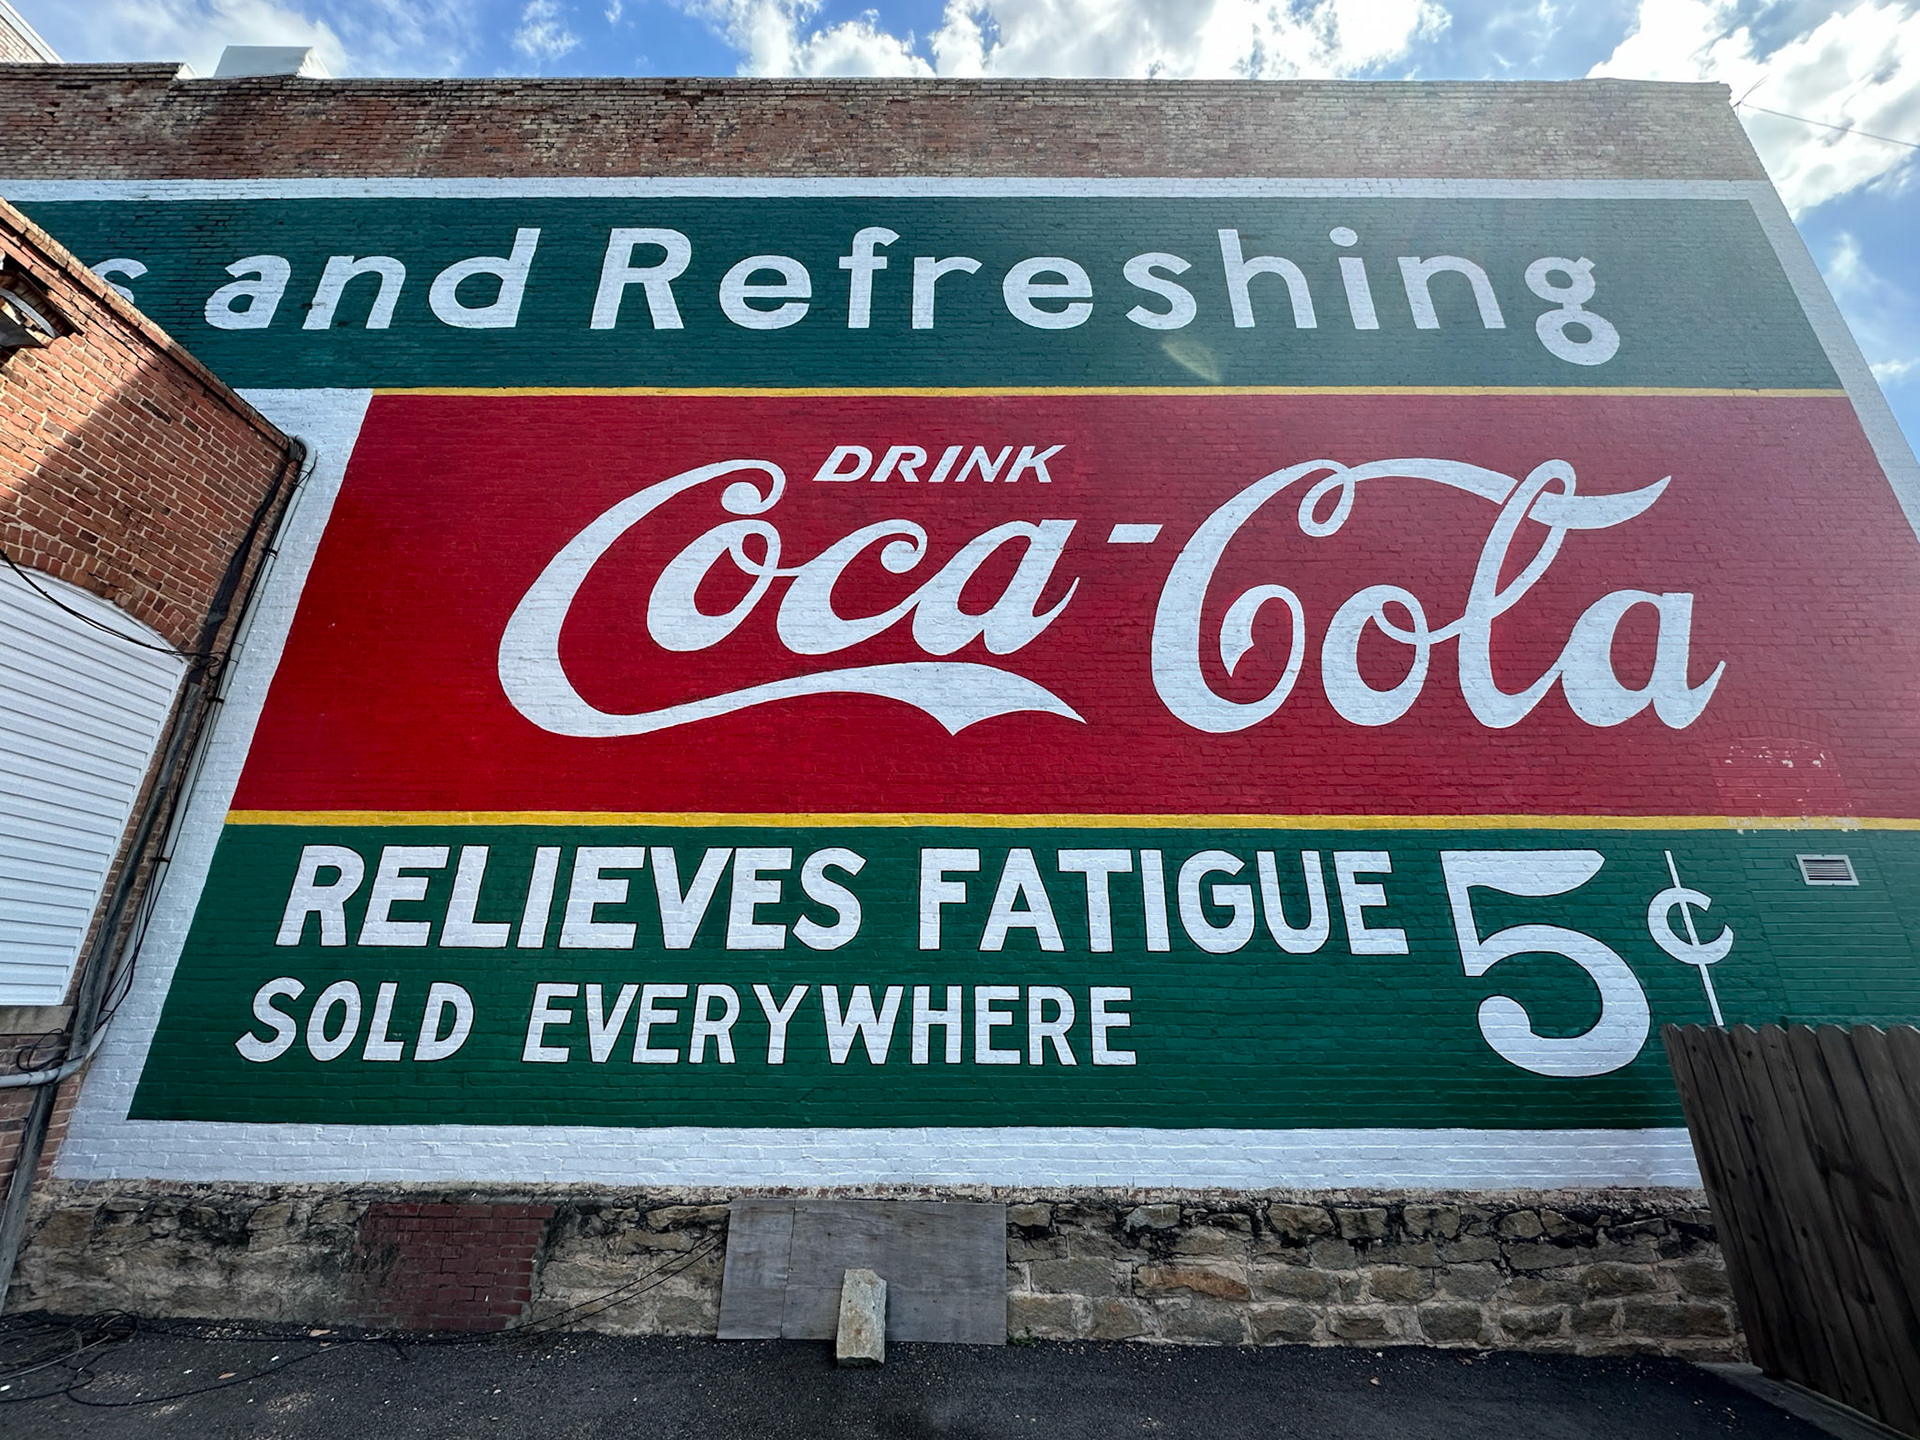 and Refreshing
DRINK
Coca-Cola
RELIEVES FATIGUE 5¢
SOLD EVERYWHERE